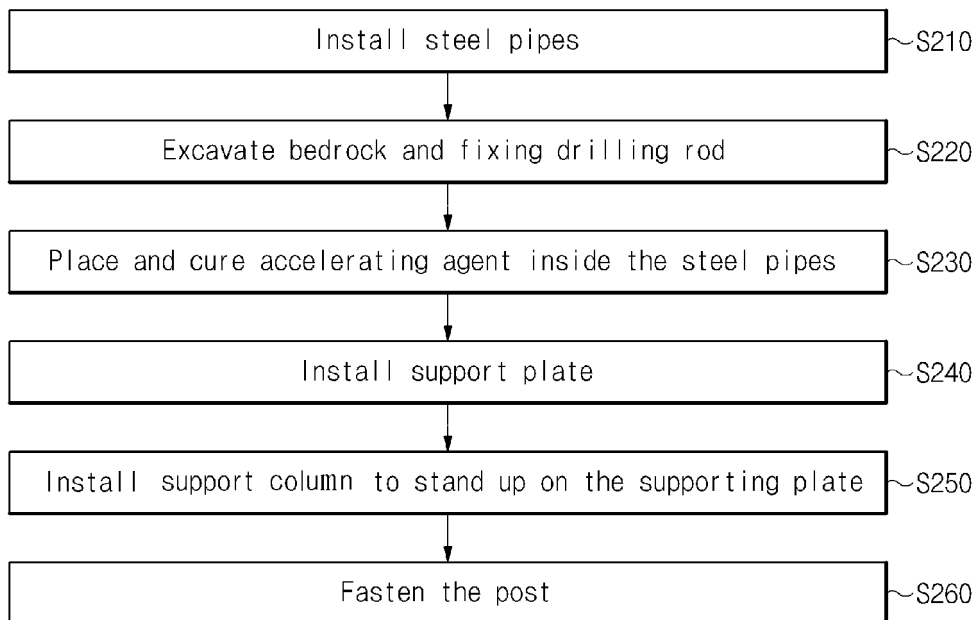 Install steel pipes
S210
Excavate bedrock and fixing drilling rod
S220
Place and cure accelerating agent inside the steel pipes
S230
Install support plate
S240
Install support column to stand up on the supporting plate
S250
Fasten the post
S260